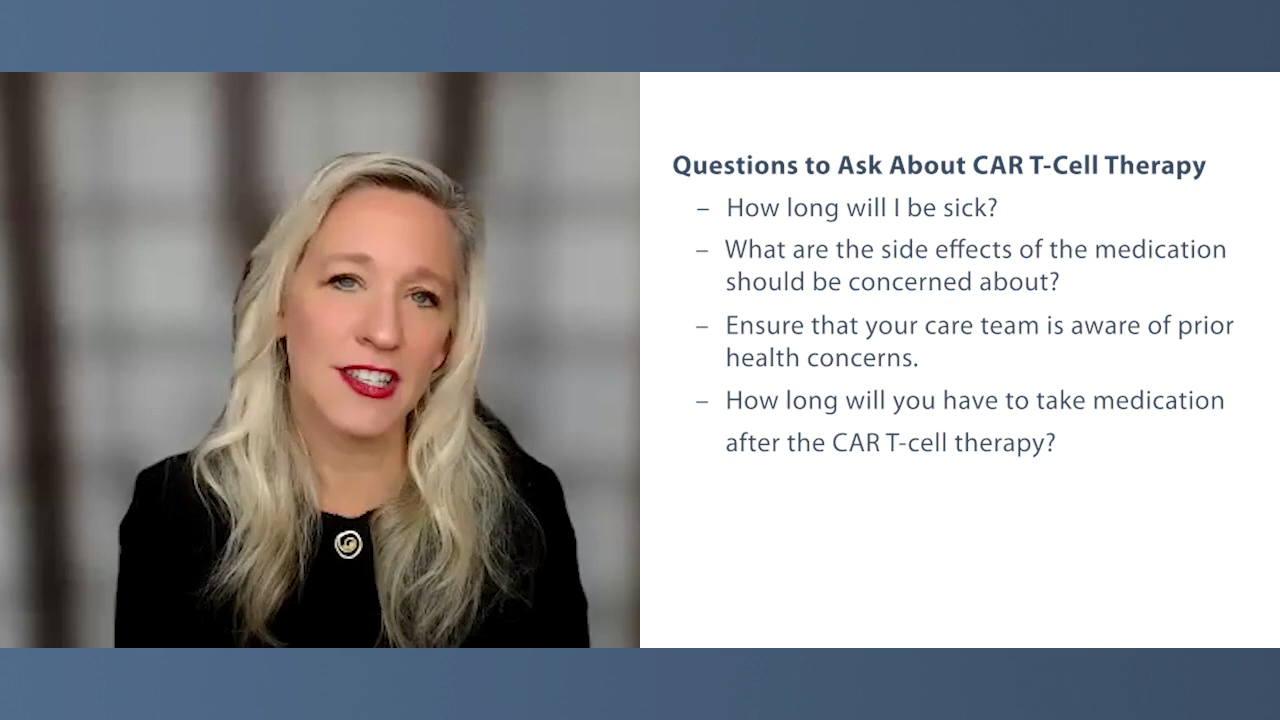 Questions to Ask About CAR T-Cell Therapy
– How long will I be sick?
– What are the side effects of the medication
should be concerned about?
– Ensure that your care team is aware of prior
health concerns.
– How long will you have to take medication
after the CAR T-cell therapy?